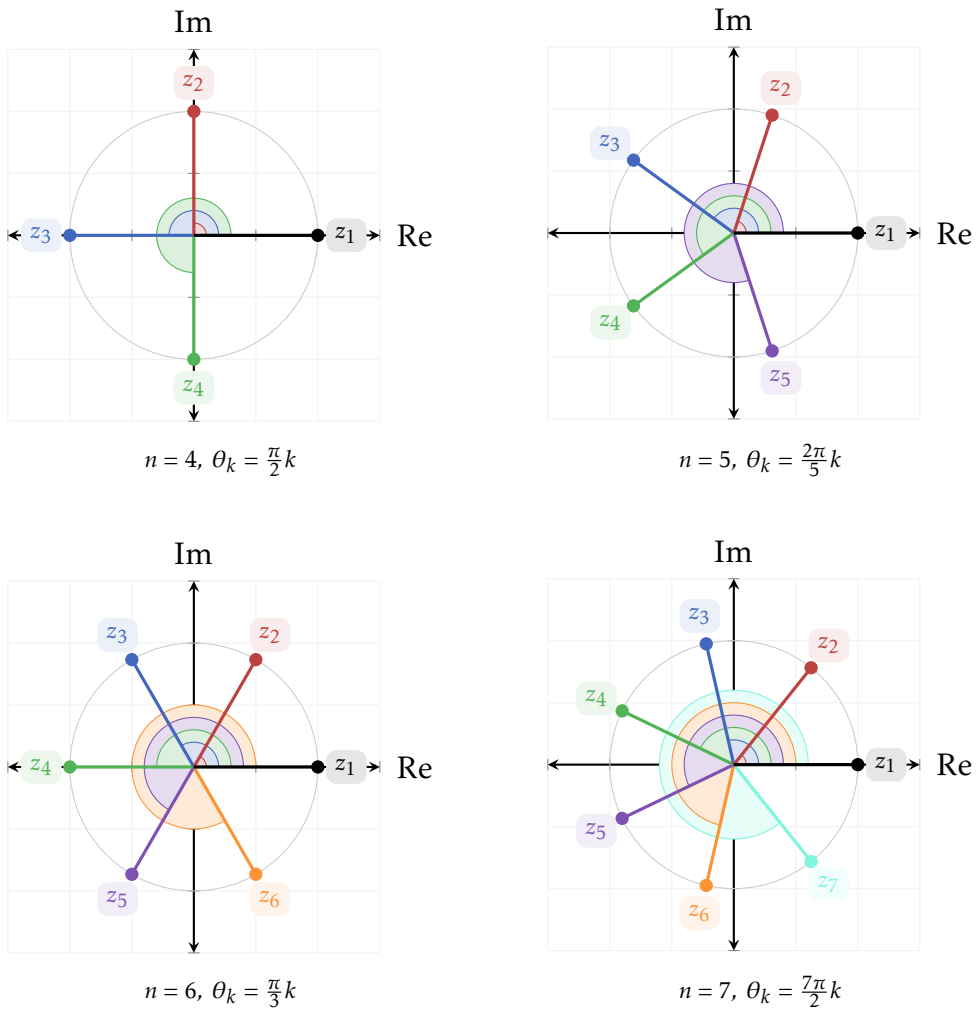 Im Im
z₂ z₂
z₃ z₃
z₃ z₁ Re z₁ Re
z₄ z₄
z₅
n = 4, θₖ = π/2 k n = 5, θₖ = 2π/5 k
Im Im
z₃ z₂ z₃ z₂
z₄
z₄ z₁ Re z₁ Re
z₅
z₅ z₆ z₆ z₇
n = 6, θₖ = π/3 k n = 7, θₖ = 7π/2 k